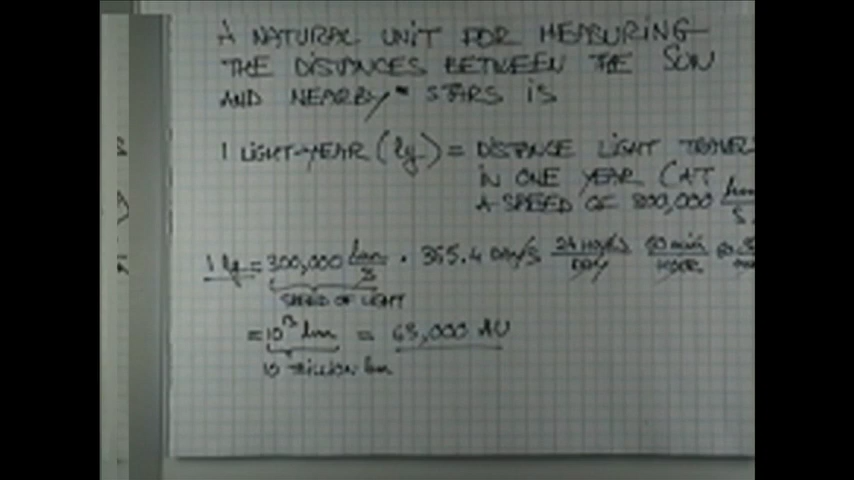 A NATURAL UNIT FOR MEASURING
THE DISTANCES BETWEEN THE SUN
AND NEARBY STARS IS
1 LIGHT-YEAR (ly) = DISTANCE LIGHT TRAVEL
IN ONE YEAR (AT
A SPEED OF 300,000 km/s
1 ly = 300,000 km/s · 365.4 DAYS 24 HOURS/DAY 60 min/HOUR 60
SPEED OF LIGHT
= 10¹³ km = 63,000 AU
10 TRILLION km